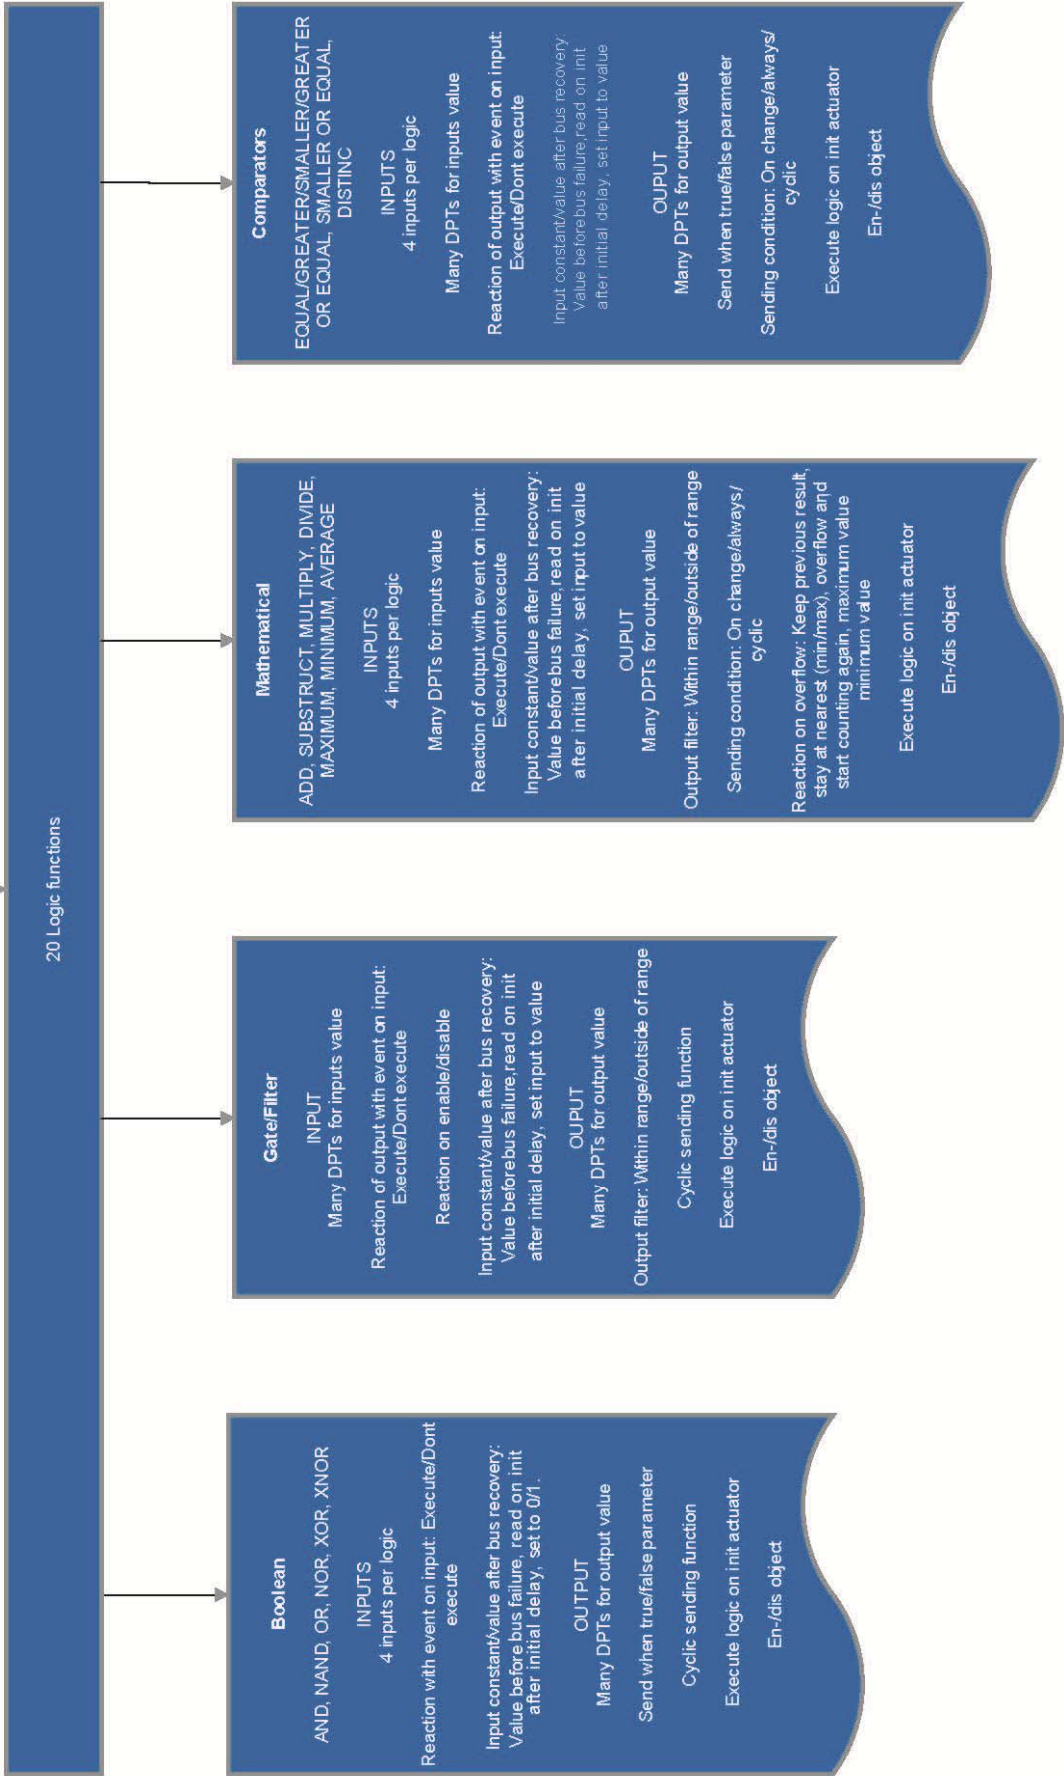 20 Logic functions
Boolean
AND, NAND, OR, NOR, XOR, XNOR
INPUTS
4 inputs per logic
Reaction with event on input: Execute/Dont
execute
Input constant/value after bus recovery:
Value before bus failure, read on init
after initial delay, set to 0/1.
OUTPUT
Many DPTs for output value
Send when true/false parameter
Cyclic sending function
Execute logic on init actuator
En-/dis object
Gate/Filter
INPUT
Many DPTs for inputs value
Reaction of output with event on input:
Execute/Dont execute
Reaction on enable/disable
Input constant/value after bus recovery:
Value before bus failure,read on init
after initial delay, set input to value
OUPUT
Many DPTs for output value
Output filter: Within range/outside of range
Cyclic sending function
Execute logic on init actuator
En-/dis object
Mathematical
ADD, SUBSTRUCT, MULTIPLY, DIVIDE,
MAXIMUM, MINIMUM, AVERAGE
INPUTS
4 inputs per logic
Many DPTs for inputs value
Reaction of output with event on input:
Execute/Dont execute
Input constant/value after bus recovery:
Value before bus failure,read on init
after initial delay, set input to value
OUPUT
Many DPTs for output value
Output filter: Within range/outside of range
Sending condition: On change/always/
cyclic
Reaction on overflow: Keep previous result,
stay at nearest (min/max), overflow and
start counting again, maximum value
minimum value
Execute logic on init actuator
En-/dis object
Comparators
EQUAL/GREATER/SMALLER/GREATER
OR EQUAL, SMALLER OR EQUAL,
DISTINC
INPUTS
4 inputs per logic
Many DPTs for inputs value
Reaction of output with event on input:
Execute/Dont execute
Input constant/value after bus recovery:
Value before bus failure,read on init
after initial delay, set input to value
OUPUT
Many DPTs for output value
Send when true/false parameter
Sending condition: On change/always/
cyclic
Execute logic on init actuator
En-/dis object